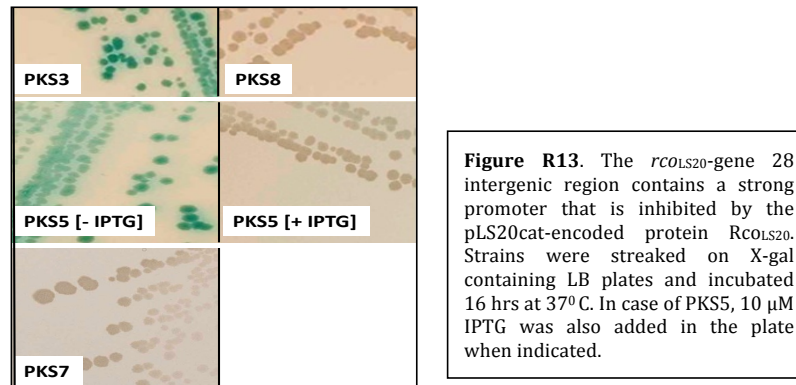 PKS3
PKS8
PKS5 [- IPTG]
PKS5 [+ IPTG]
PKS7
Figure R13. The rcoLS20-gene 28
intergenic region contains a strong
promoter that is inhibited by the
pLS20cat-encoded protein RcoLS20.
Strains were streaked on X-gal
containing LB plates and incubated
16 hrs at 37⁰ C. In case of PKS5, 10 µM
IPTG was also added in the plate
when indicated.